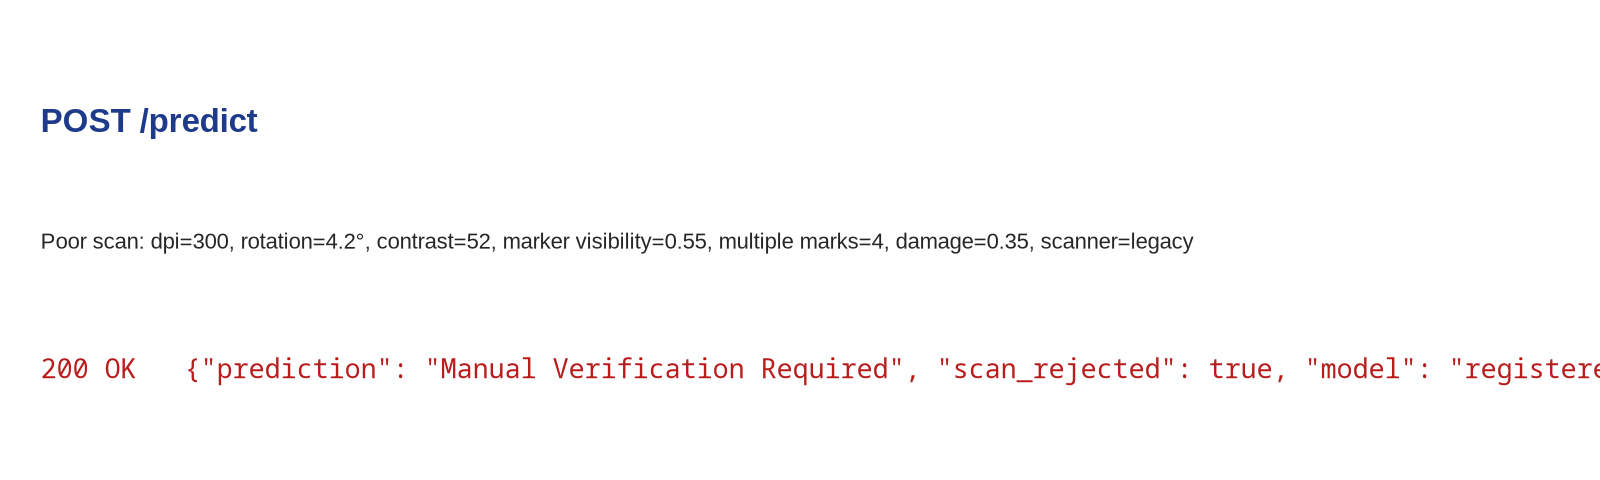 POST /predict
Poor scan: dpi=300, rotation=4.2°, contrast=52, marker visibility=0.55, multiple marks=4, damage=0.35, scanner=legacy
200 OK   {"prediction": "Manual Verification Required", "scan_rejected": true, "model": "registere